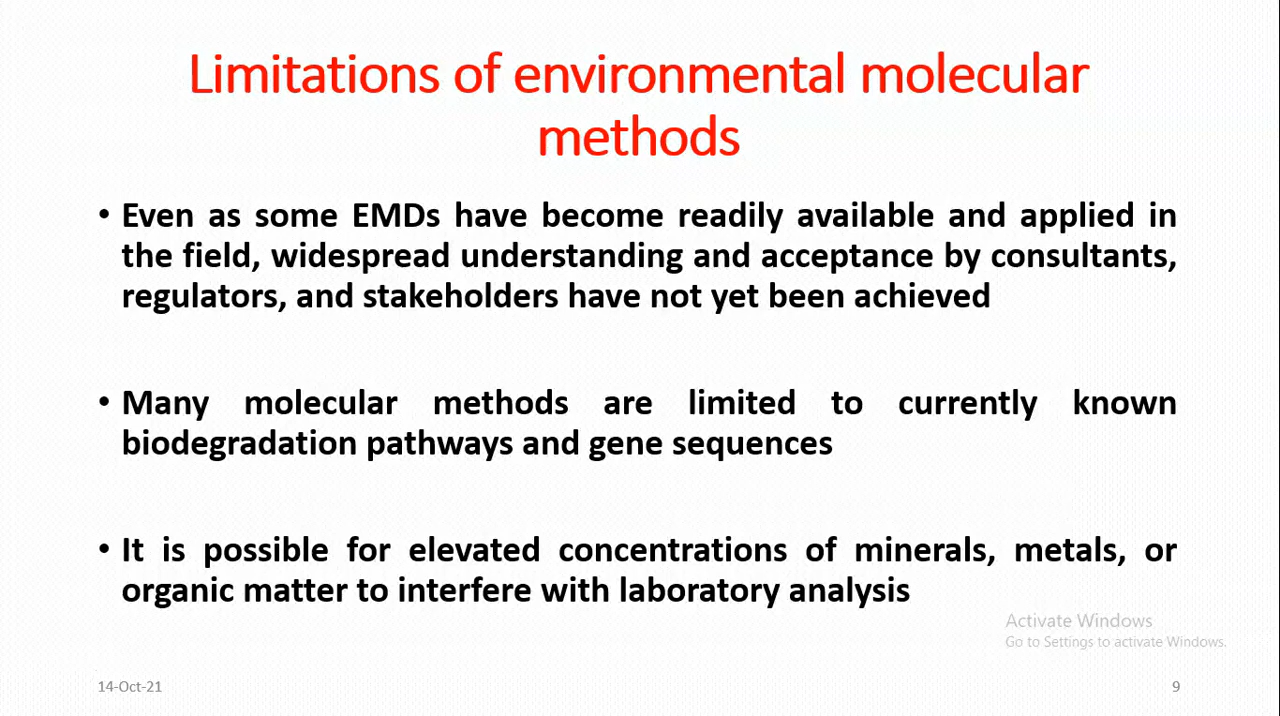 Limitations of environmental molecular
methods
• Even as some EMDs have become readily available and applied in
the field, widespread understanding and acceptance by consultants,
regulators, and stakeholders have not yet been achieved
• Many molecular methods are limited to currently known
biodegradation pathways and gene sequences
• It is possible for elevated concentrations of minerals, metals, or
organic matter to interfere with laboratory analysis
Activate Windows
Go to Settings to activate Windows.
14-Oct-21
9